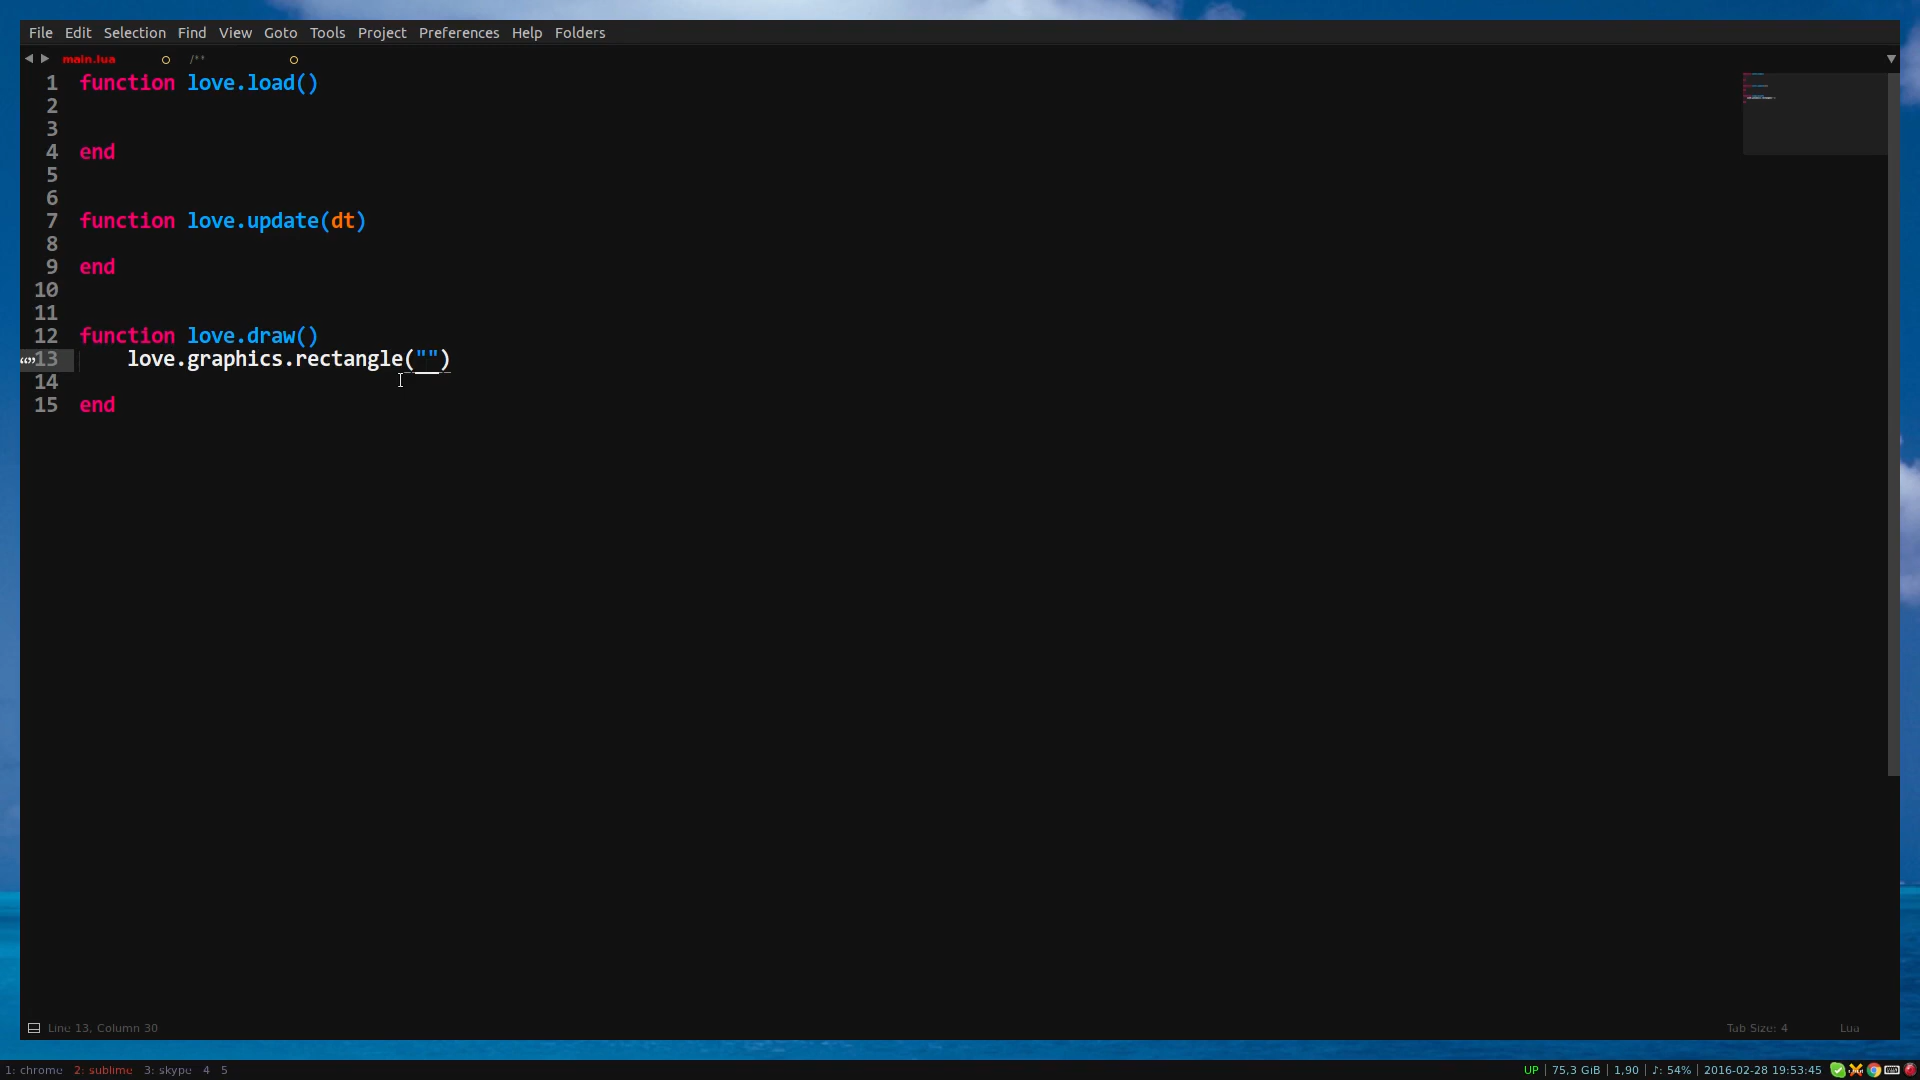 File Edit Selection Find View Goto Tools Project Preferences Help Folders
main.lua /**
1 function love.load()
2
3
4 end
5
6
7 function love.update(dt)
8
9 end
10
11
12 function love.draw()
“”13 love.graphics.rectangle("")
14
15 end
Line 13, Column 30 Tab Size: 4 Lua
1: chrome 2: sublime 3: skype 4 5 UP | 75,3 GiB | 1,90 | ♪: 54% | 2016-02-28 19:53:45